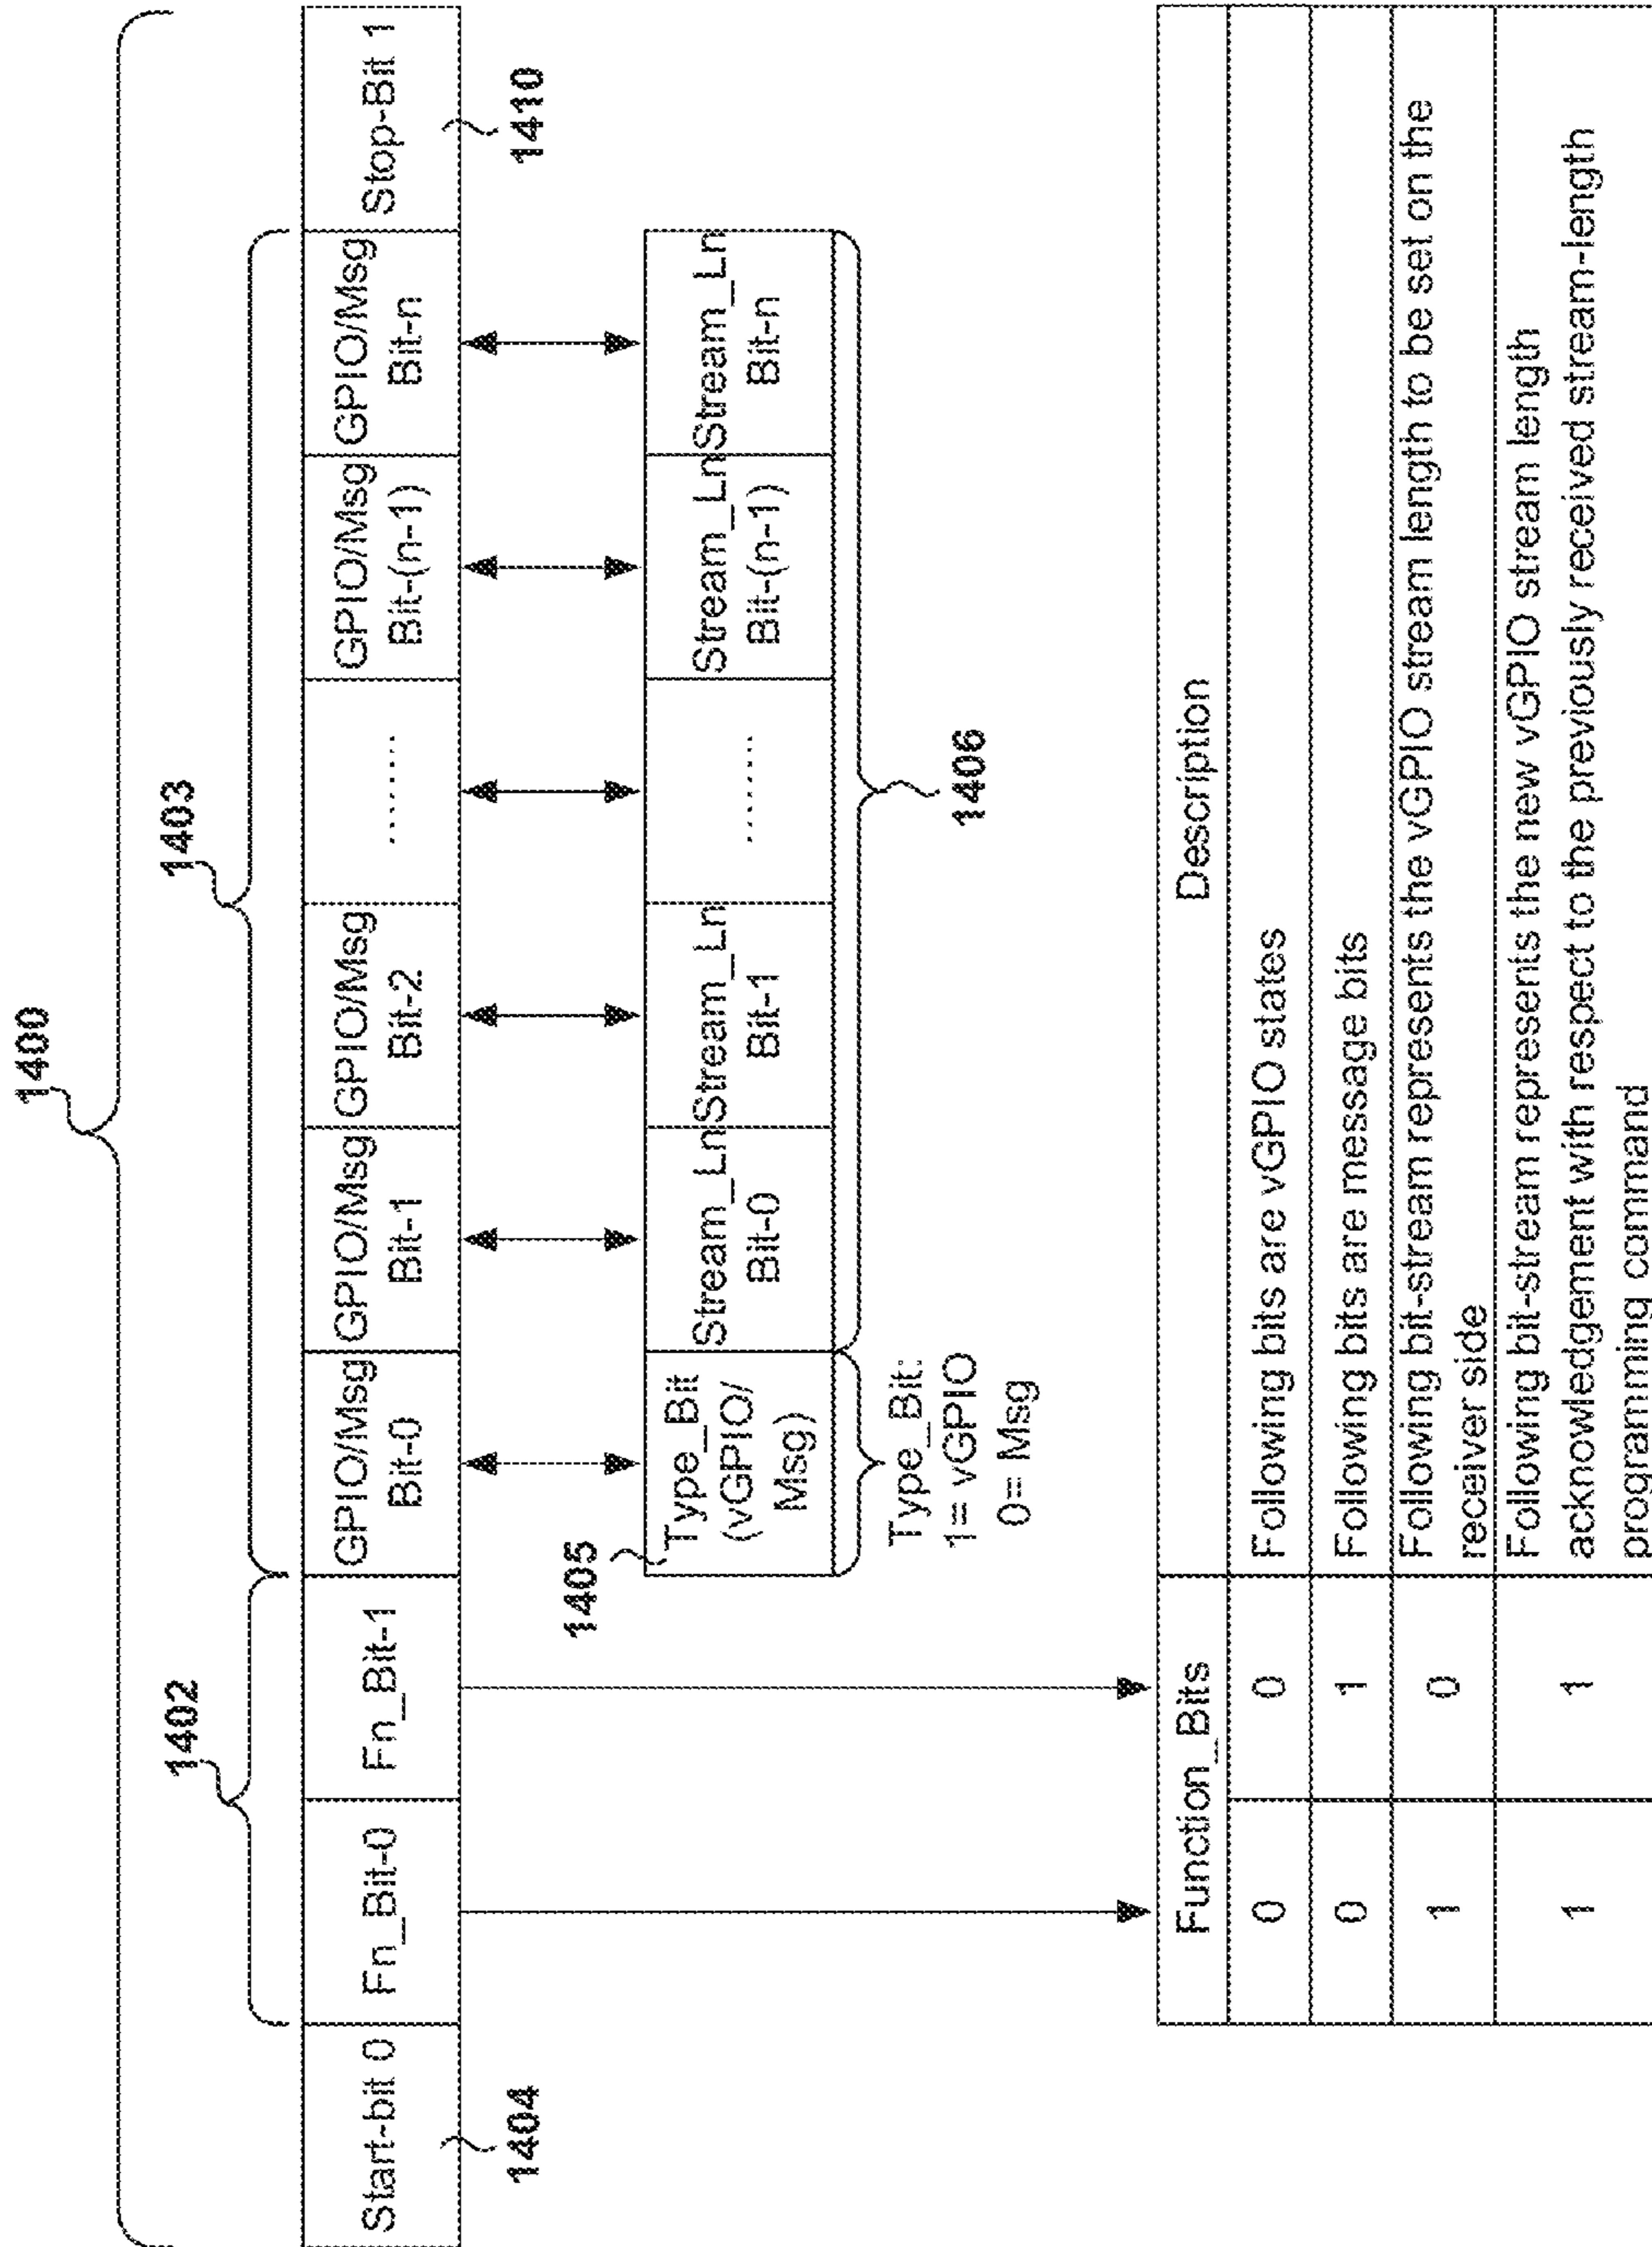 1400
1402
1403
Start-bit 0
Fn_Bit-0
Fn_Bit-1
GPIO/Msg
Bit-0
GPIO/Msg
Bit-1
GPIO/Msg
Bit-2
.......
GPIO/Msg
Bit-(n-1)
GPIO/Msg
Bit-n
Stop-Bit 1
1404
1410
1405
Type_Bit
(vGPIO/
Msg)
Stream_Ln
Bit-0
Stream_Ln
Bit-1
.......
Stream_Ln
Bit-(n-1)
Stream_Ln
Bit-n
Type_Bit:
1= vGPIO
0= Msg
1406
Function_Bits
Description
0 0 Following bits are vGPIO states
0 1 Following bits are message bits
1 0 Following bit-stream represents the vGPIO stream length to be set on the
receiver side
1 1 Following bit-stream represents the new vGPIO stream length
acknowledgement with respect to the previously received stream-length
programming command